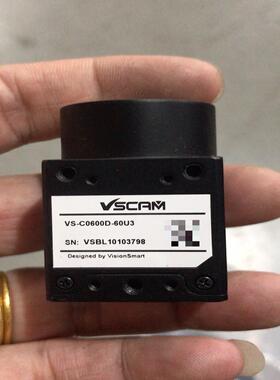 VSCAM
VS-C0600D-60U3
SN: VSBL10103798
Designed by VisionSmart